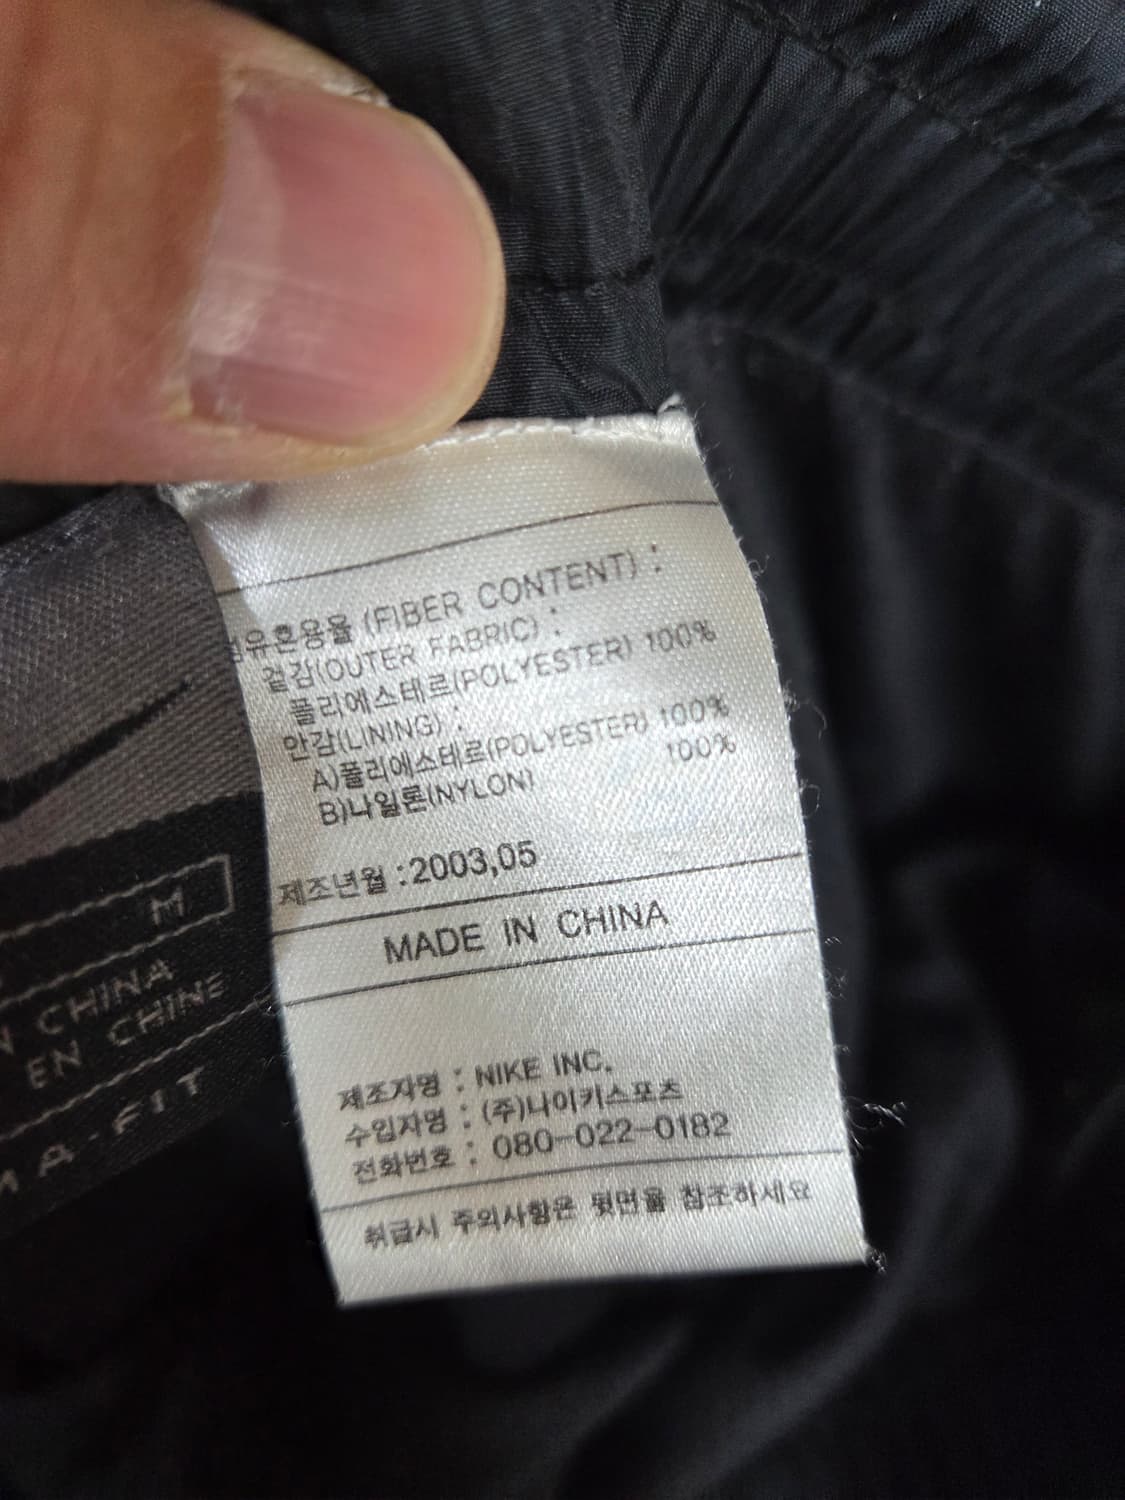 섬유혼용율 (FIBER CONTENT) :
겉감(OUTER FABRIC) :
폴리에스테르(POLYESTER) 100%
안감(LINING) :
A)폴리에스테르(POLYESTER) 100%
B)나일론(NYLON) 100%
제조년월 :2003,05
MADE IN CHINA
제조자명 : NIKE INC.
수입자명 : (주)나이키스포츠
전화번호 : 080-022-0182
취급시 주의사항은 뒷면을 참조하세요
M
CHINA
EN CHINE
MA-FIT